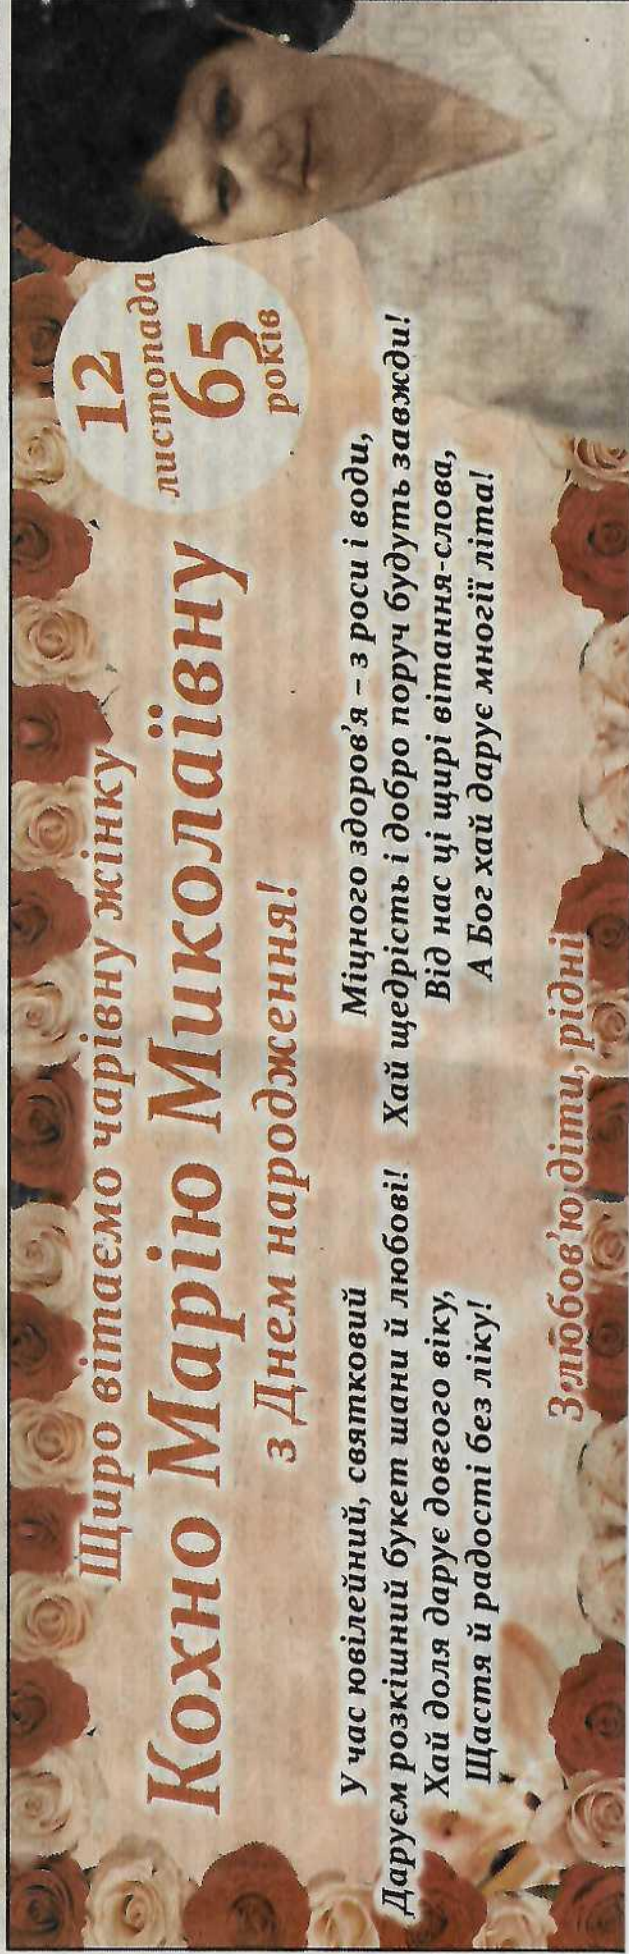 Щиро вітаємо чарівну жінку
Кохно Марію Миколаївну
з Днем народження!
12
листопада
65
років
У час ювілейний, святковий
Даруєм розкішний букет шани й любові!
Хай доля дарує довгого віку,
Щастя й радості без ліку!
Міцного здоров'я – з роси і води,
Хай щедрість і добро поруч будуть завжди!
Від нас ці щирі вітання-слова,
А Бог хай дарує многії літа!
З любов'ю діти, рідні